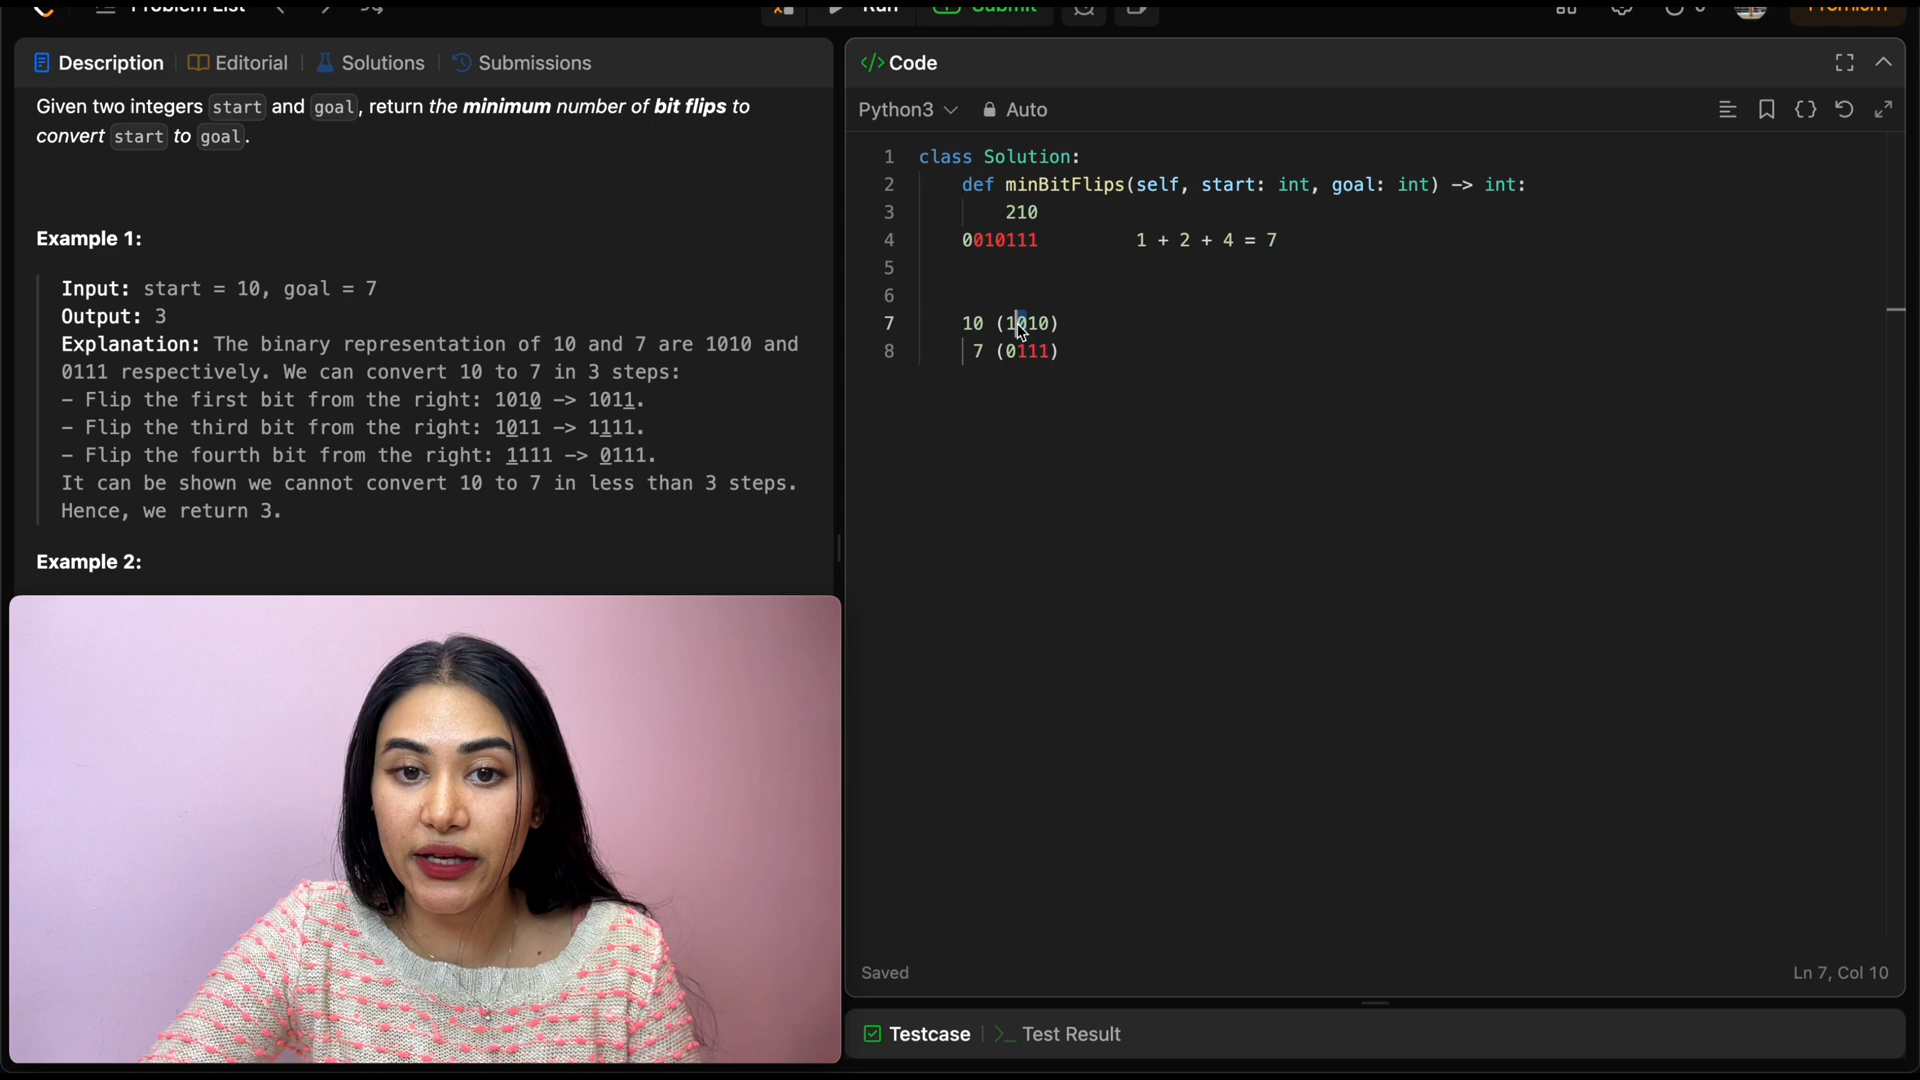 Problem List
Run
Submit
0
Premium
Description
Editorial
Solutions
Submissions
Given two integers start and goal, return the minimum number of bit flips to
convert start to goal.
Example 1:
Input: start = 10, goal = 7
Output: 3
Explanation: The binary representation of 10 and 7 are 1010 and
0111 respectively. We can convert 10 to 7 in 3 steps:
- Flip the first bit from the right: 1010 -> 1011.
- Flip the third bit from the right: 1011 -> 1111.
- Flip the fourth bit from the right: 1111 -> 0111.
It can be shown we cannot convert 10 to 7 in less than 3 steps.
Hence, we return 3.
Example 2:
</> Code
Python3
Auto
1 class Solution:
2 def minBitFlips(self, start: int, goal: int) -> int:
3 210
4 0010111 1 + 2 + 4 = 7
5
6
7 10 (1010)
8 7 (0111)
Saved
Ln 7, Col 10
Testcase
Test Result